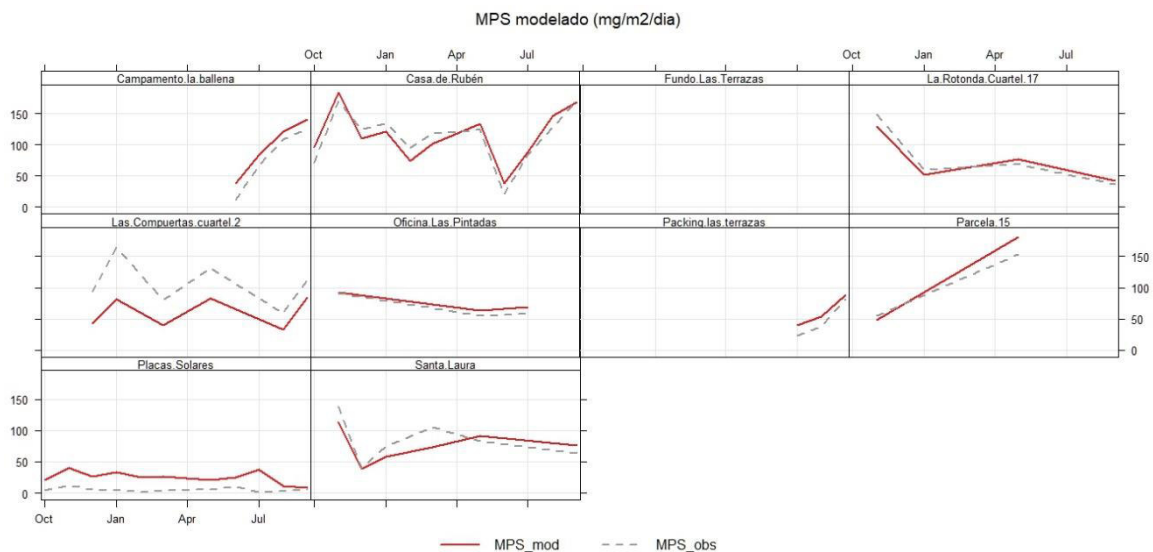 MPS modelado (mg/m2/dia)
Oct Jan Apr Jul Oct Jan Apr Jul
Campamento.la.ballena Casa.de.Rubén Fundo.Las.Terrazas La.Rotonda.Cuartel.17
150
100
50
0
Las.Compuertas.cuartel.2 Oficina.Las.Pintadas Packing.las.terrazas Parcela.15
150
100
50
0
Placas.Solares Santa.Laura
150
100
50
0
Oct Jan Apr Jul
MPS_mod MPS_obs